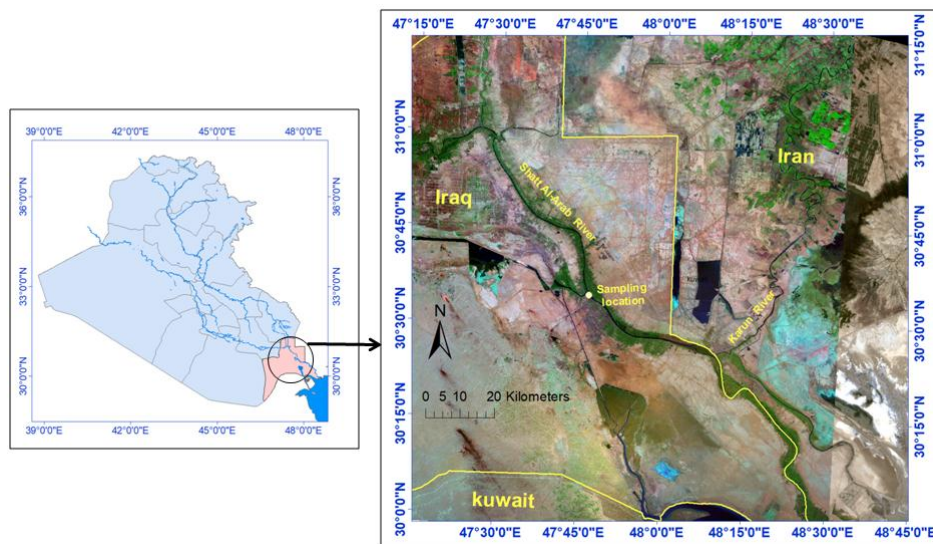 39°0'0"E 42°0'0"E 45°0'0"E 48°0'0"E
36°0'0"N
33°0'0"N
30°0'0"N
36°0'0"N
33°0'0"N
30°0'0"N
39°0'0"E 42°0'0"E 45°0'0"E 48°0'0"E
47°15'0"E 47°30'0"E 47°45'0"E 48°0'0"E 48°15'0"E 48°30'0"E
31°0'0"N
30°45'0"N
30°30'0"N
30°15'0"N
30°0'0"N
Iraq
Shatt Al-Arab River
Iran
Sampling
location
Karun River
N
0 5 10 20 Kilometers
kuwait
31°15'0"N
31°0'0"N
30°45'0"N
30°30'0"N
30°15'0"N
47°30'0"E 47°45'0"E 48°0'0"E 48°15'0"E 48°30'0"E 48°45'0"E